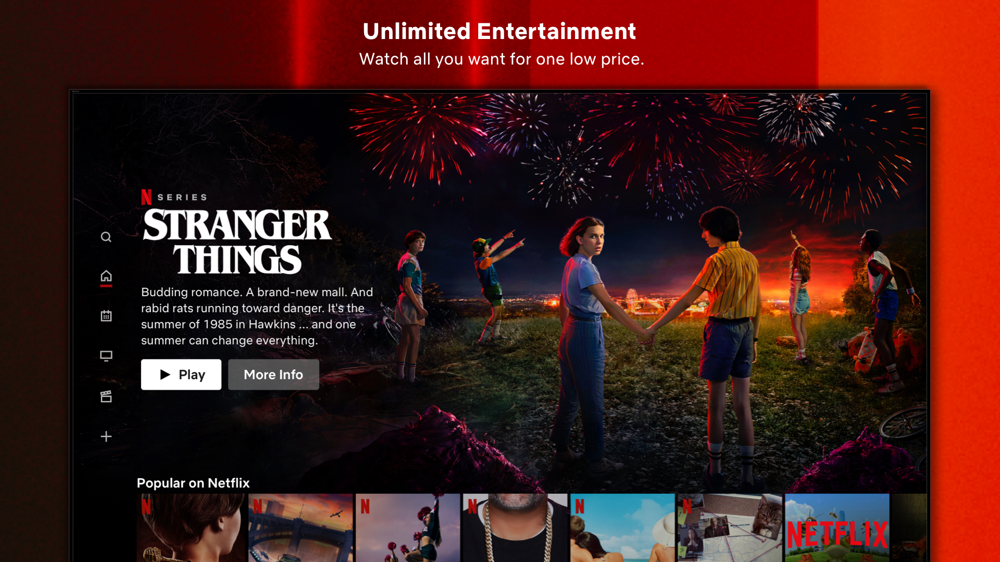 Unlimited Entertainment
Watch all you want for one low price.
N SERIES
STRANGER
THINGS
Budding romance. A brand-new mall. And
rabid rats running toward danger. It's the
summer of 1985 in Hawkins ... and one
summer can change everything.
Play
More Info
Popular on Netflix
N
N
N
N
N
N
NETFLIX